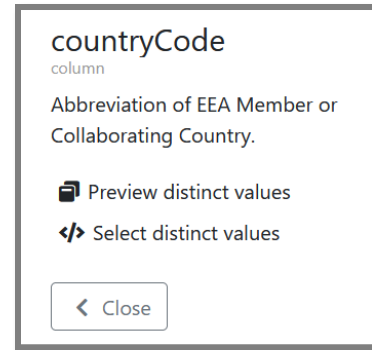 countryCode
column
Abbreviation of EEA Member or
Collaborating Country.
Preview distinct values
Select distinct values
Close